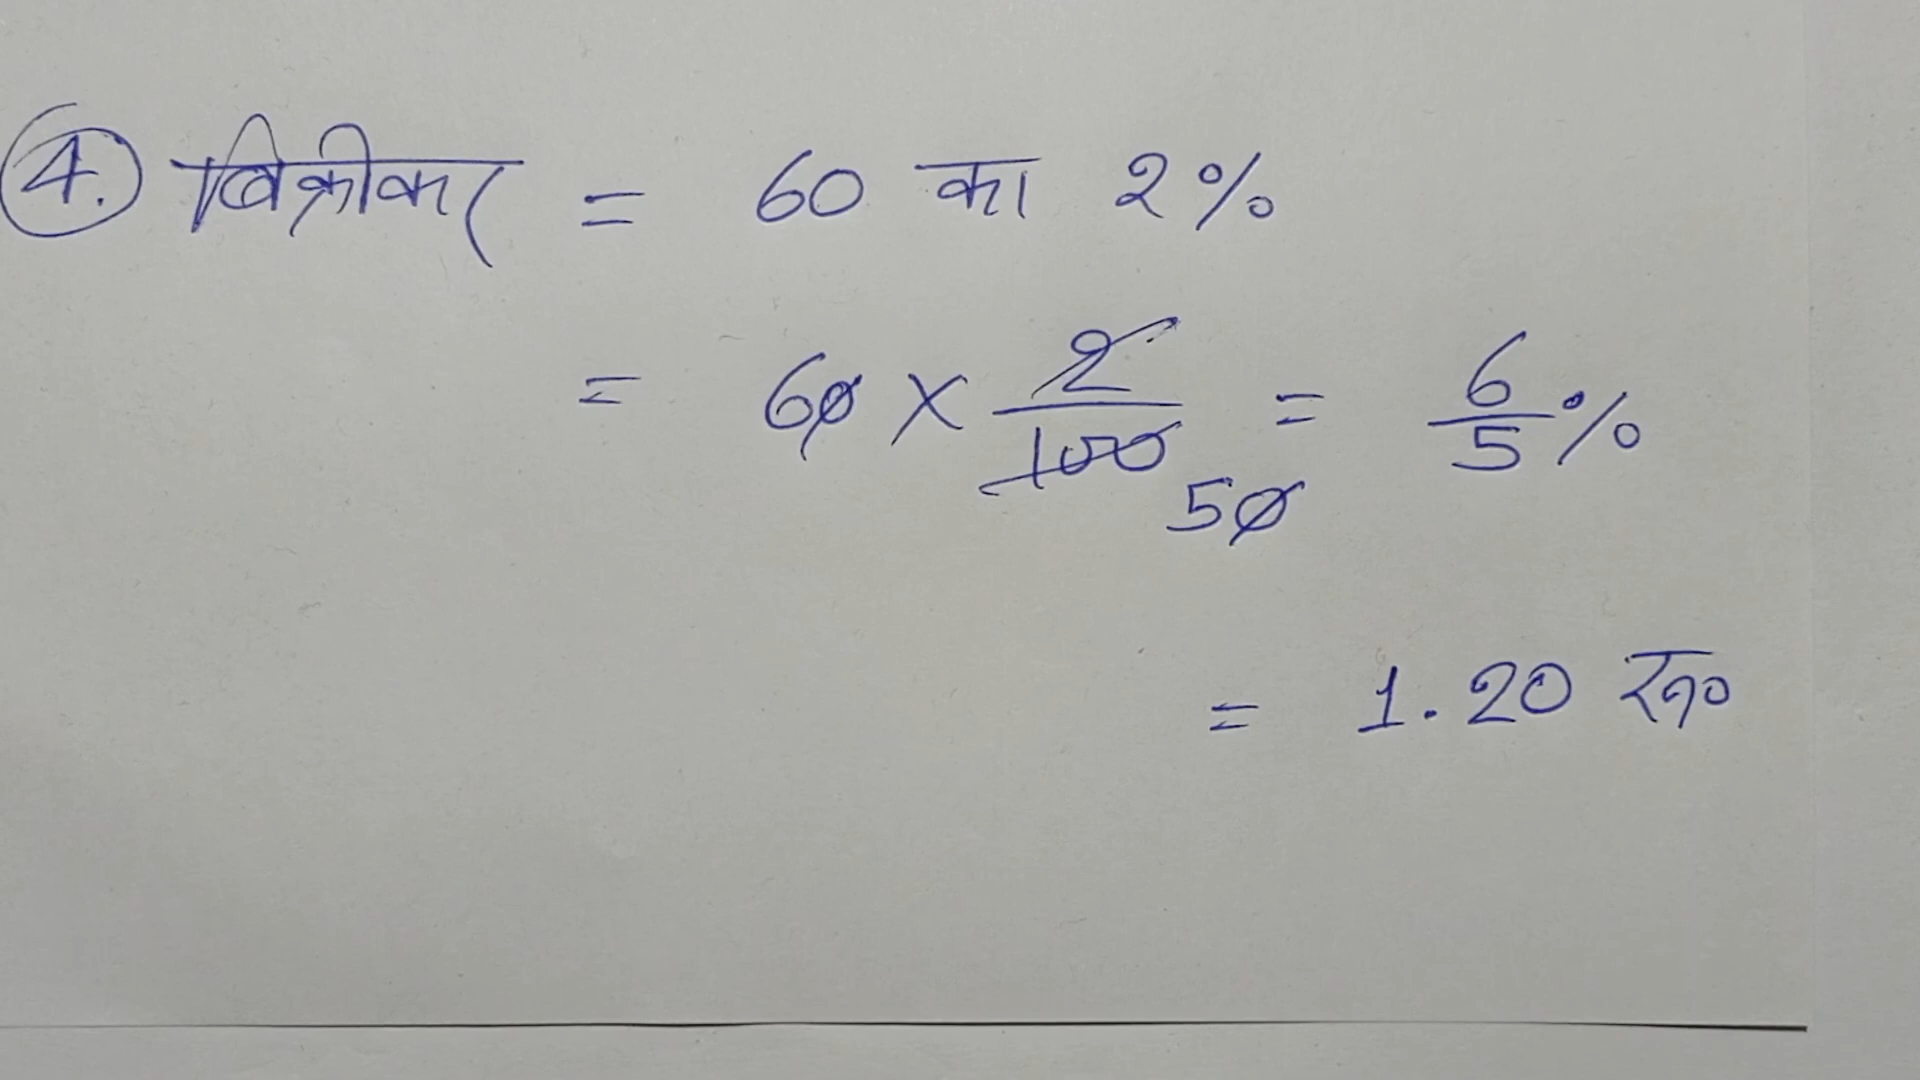 4. बिक्रीकर = 60 का 2%
= 60 × 2/100 = 6/5 %
50
= 1.20 रु०